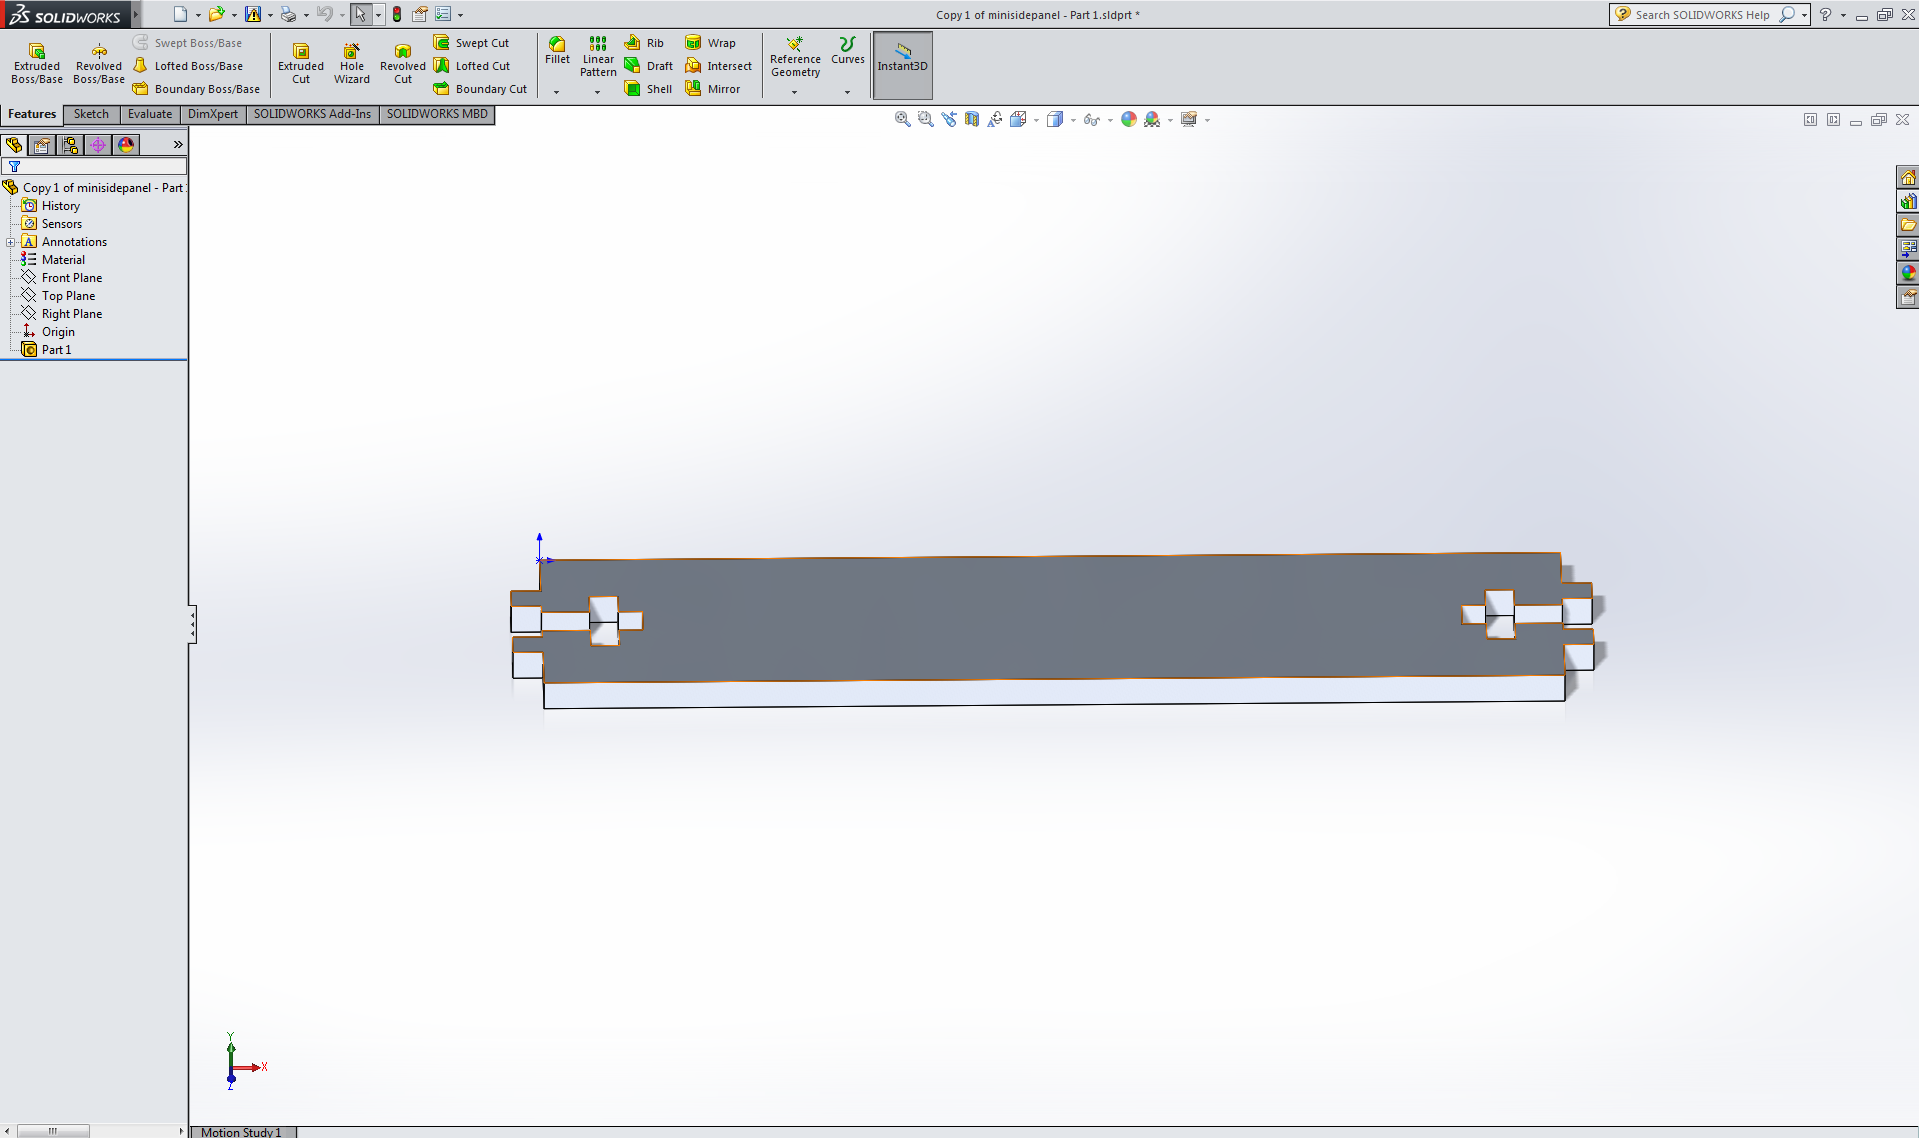 SOLIDWORKS
Copy 1 of minisidepanel - Part 1.sldprt *
Search SOLIDWORKS Help
Extruded Boss/Base
Revolved Boss/Base
Swept Boss/Base
Lofted Boss/Base
Boundary Boss/Base
Extruded Cut
Hole Wizard
Revolved Cut
Swept Cut
Lofted Cut
Boundary Cut
Fillet
Linear Pattern
Rib
Draft
Shell
Wrap
Intersect
Mirror
Reference Geometry
Curves
Instant3D
Features
Sketch
Evaluate
DimXpert
SOLIDWORKS Add-Ins
SOLIDWORKS MBD
Copy 1 of minisidepanel - Part
History
Sensors
Annotations
Material
Front Plane
Top Plane
Right Plane
Origin
Part 1
Y
X
Z
Motion Study 1